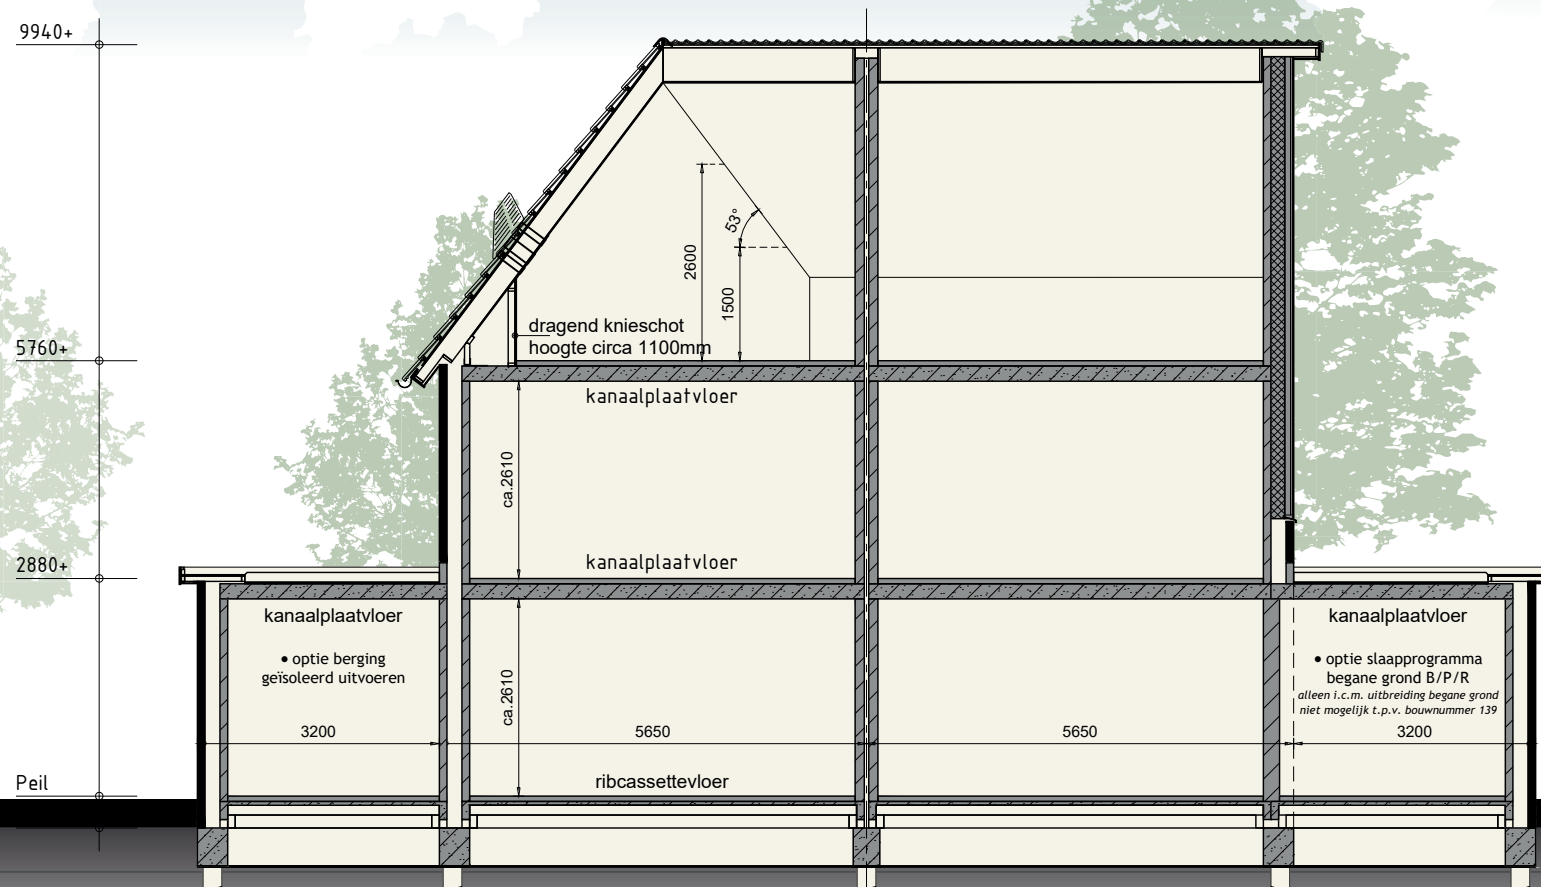 9940+
53°
2600
1500
dragend knieschot
hoogte circa 1100mm
5760+
kanaalplaatvloer
ca.2610
kanaalplaatvloer
2880+
kanaalplaatvloer
• optie berging
geïsoleerd uitvoeren
ca.2610
kanaalplaatvloer
• optie slaapprogramma
begane grond B/P/R
alleen i.c.m. uitbreiding begane grond
niet mogelijk t.p.v. bouwnummer 139
3200
5650
5650
3200
Peil
ribcassettevloer